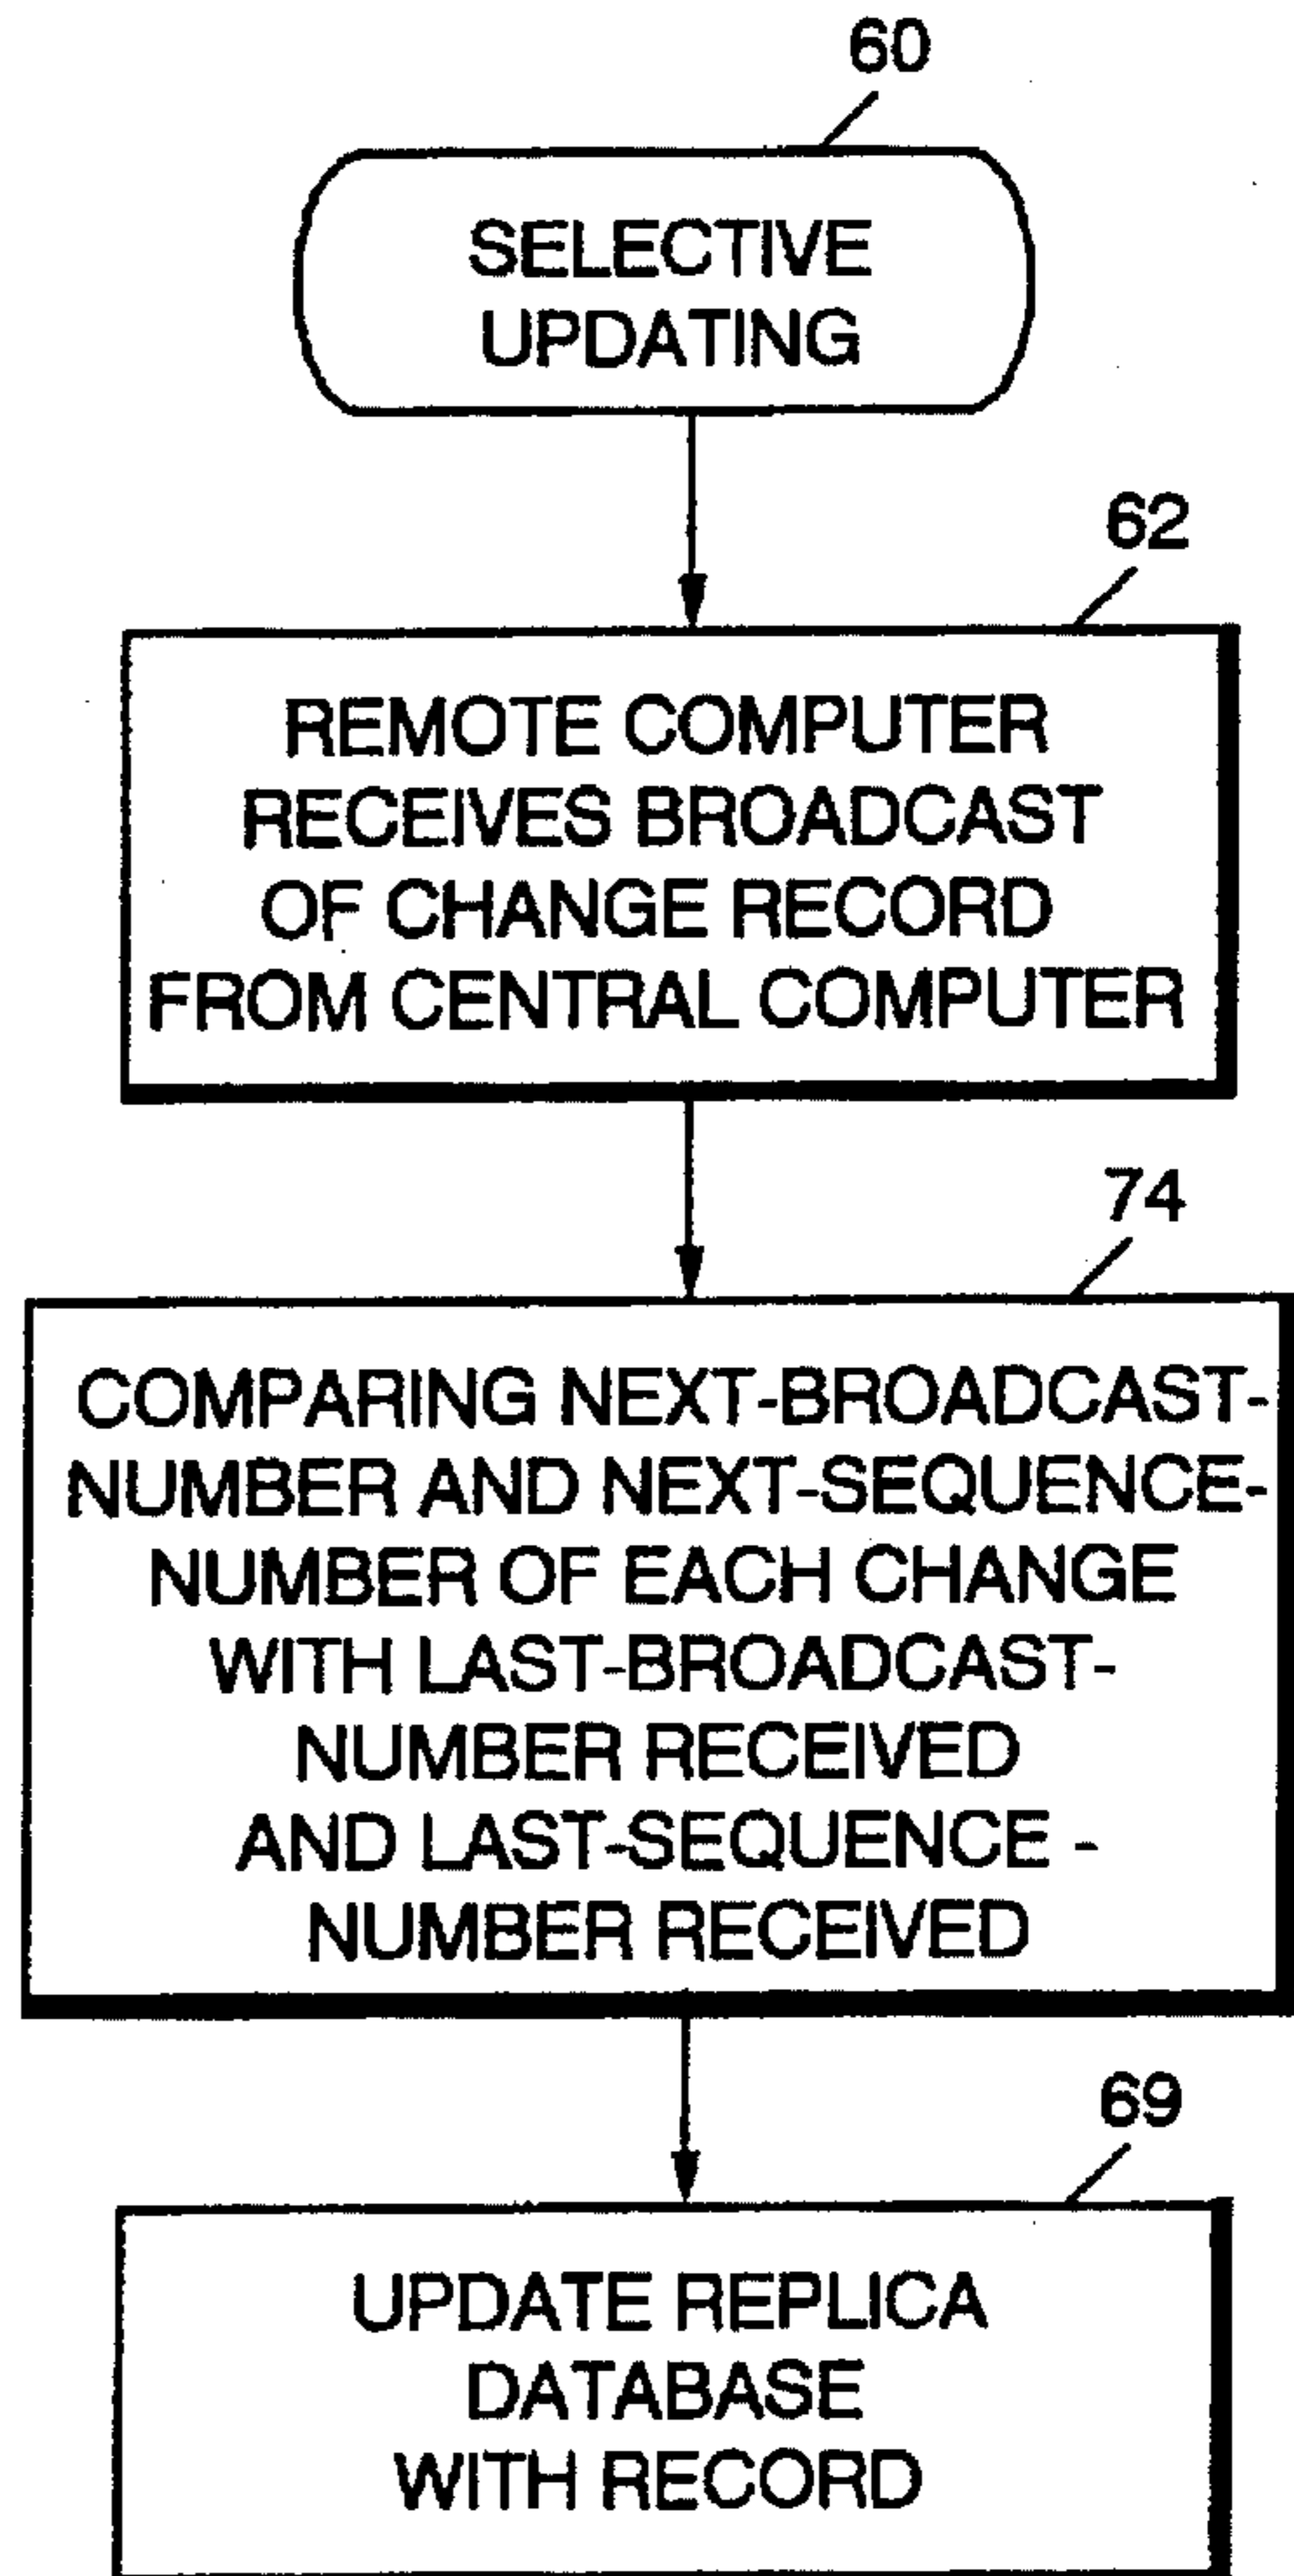 60
SELECTIVE
UPDATING
62
REMOTE COMPUTER
RECEIVES BROADCAST
OF CHANGE RECORD
FROM CENTRAL COMPUTER
74
COMPARING NEXT-BROADCAST-
NUMBER AND NEXT-SEQUENCE-
NUMBER OF EACH CHANGE
WITH LAST-BROADCAST-
NUMBER RECEIVED
AND LAST-SEQUENCE -
NUMBER RECEIVED
69
UPDATE REPLICA
DATABASE
WITH RECORD